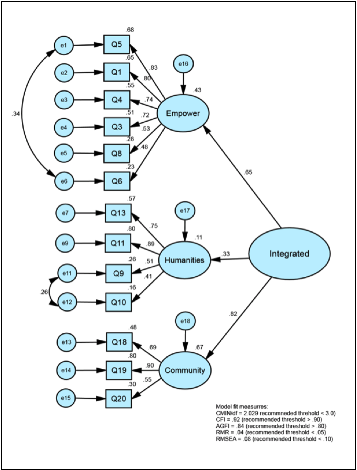 .68
e1
Q5
.83
e16
.65
e2
Q1
.80
.43
.55
e3
Q4
.74
Empower
.34
.51
e4
Q3
.72
.28
e5
Q8
.53
.48
.23
e6
Q6
.65
.57
e7
Q13
.75
e17
.80
e9
Q11
.89
.11
.26
e11
Q9
.51
Humanities
.33
Integrated
.26
.16
e12
Q10
.41
.82
.48
e13
Q18
.69
e18
.80
.67
e14
Q19
.90
Community
.30
e15
Q20
.55
Model fit measures:
CMIN/df = 2.029 recommended threshold < 3.0)
CFI = .92 (recommended threshold > .90)
AGFI = .84 (recommended threshold > .80)
RMR = .04 (recommended threshold < .05)
RMSEA = .08 (recommended threshold < .10)